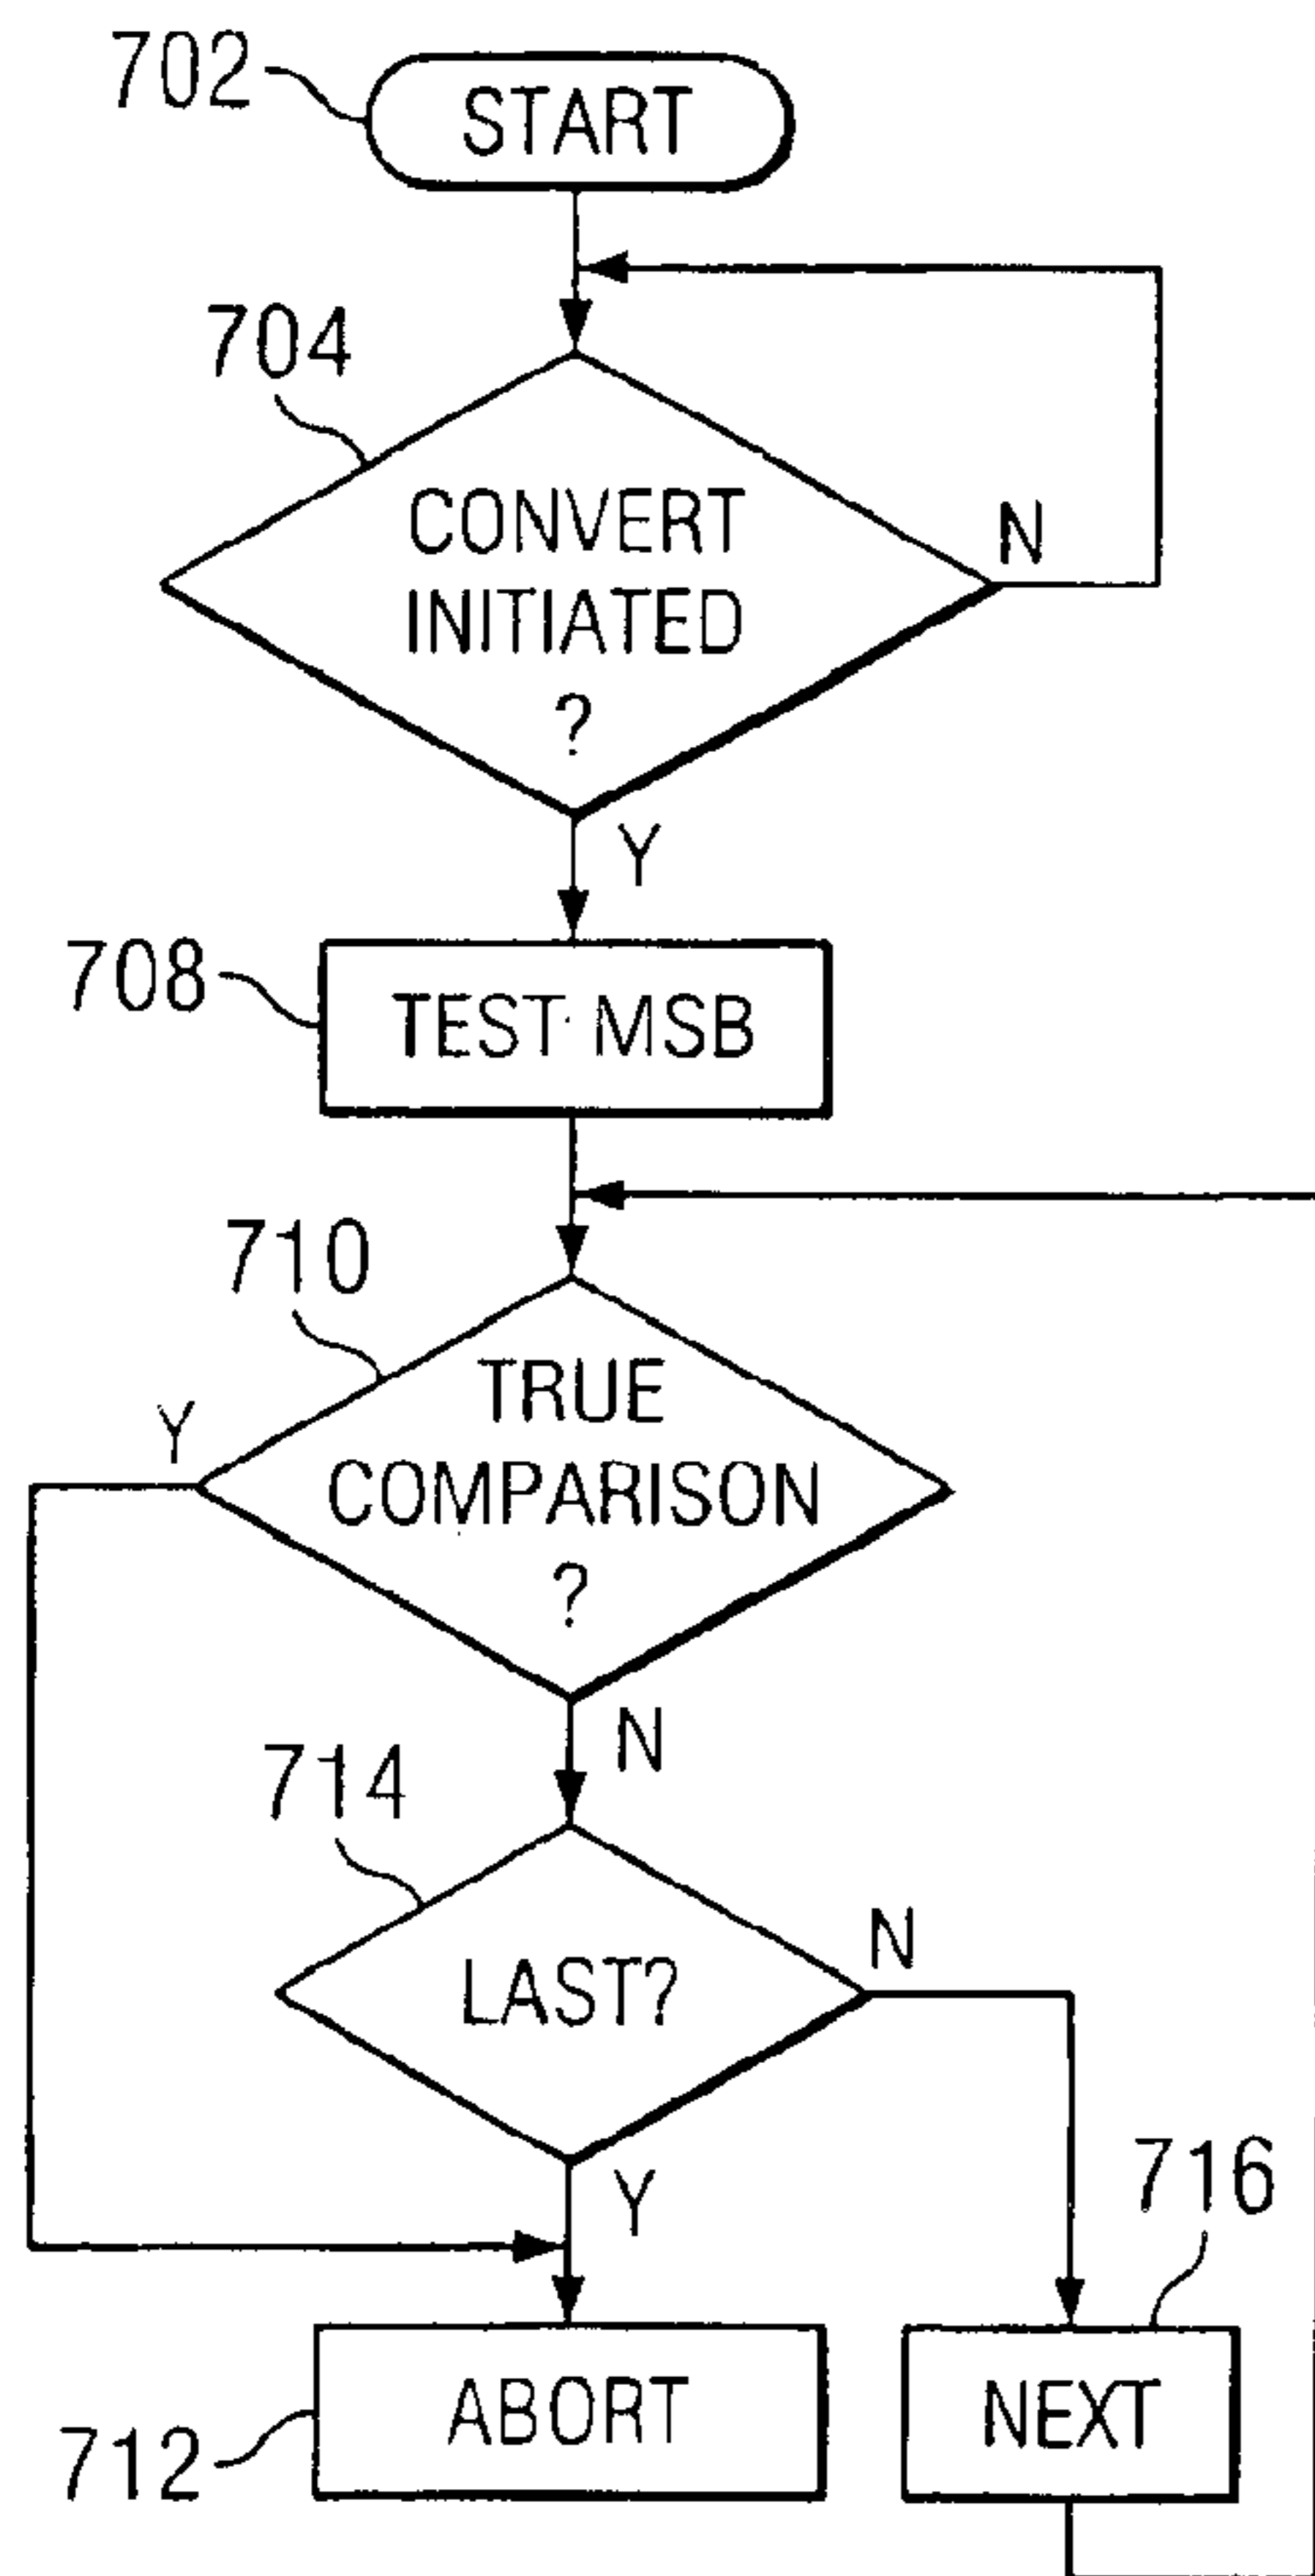 702
START
704
CONVERT
INITIATED
?
N
Y
708
TEST MSB
710
TRUE
COMPARISON
?
Y
N
714
LAST?
N
Y
716
ABORT
NEXT
712